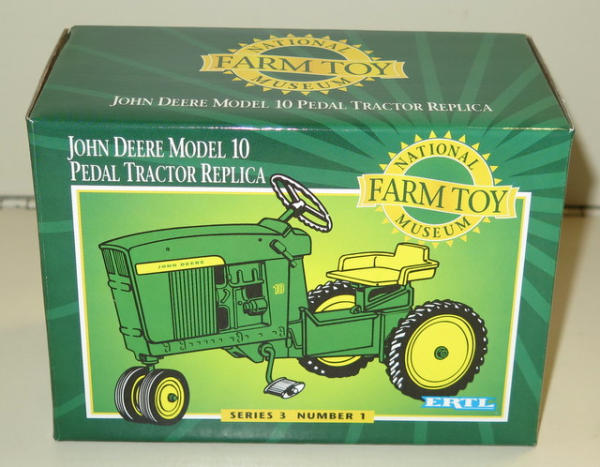 NATIONAL
FARM TOY
MUSEUM
JOHN DEERE MODEL 10 PEDAL TRACTOR REPLICA
JOHN DEERE MODEL 10
PEDAL TRACTOR REPLICA
NATIONAL
FARM TOY
MUSEUM
JOHN DEERE
10
SERIES 3 NUMBER 1
ERTL